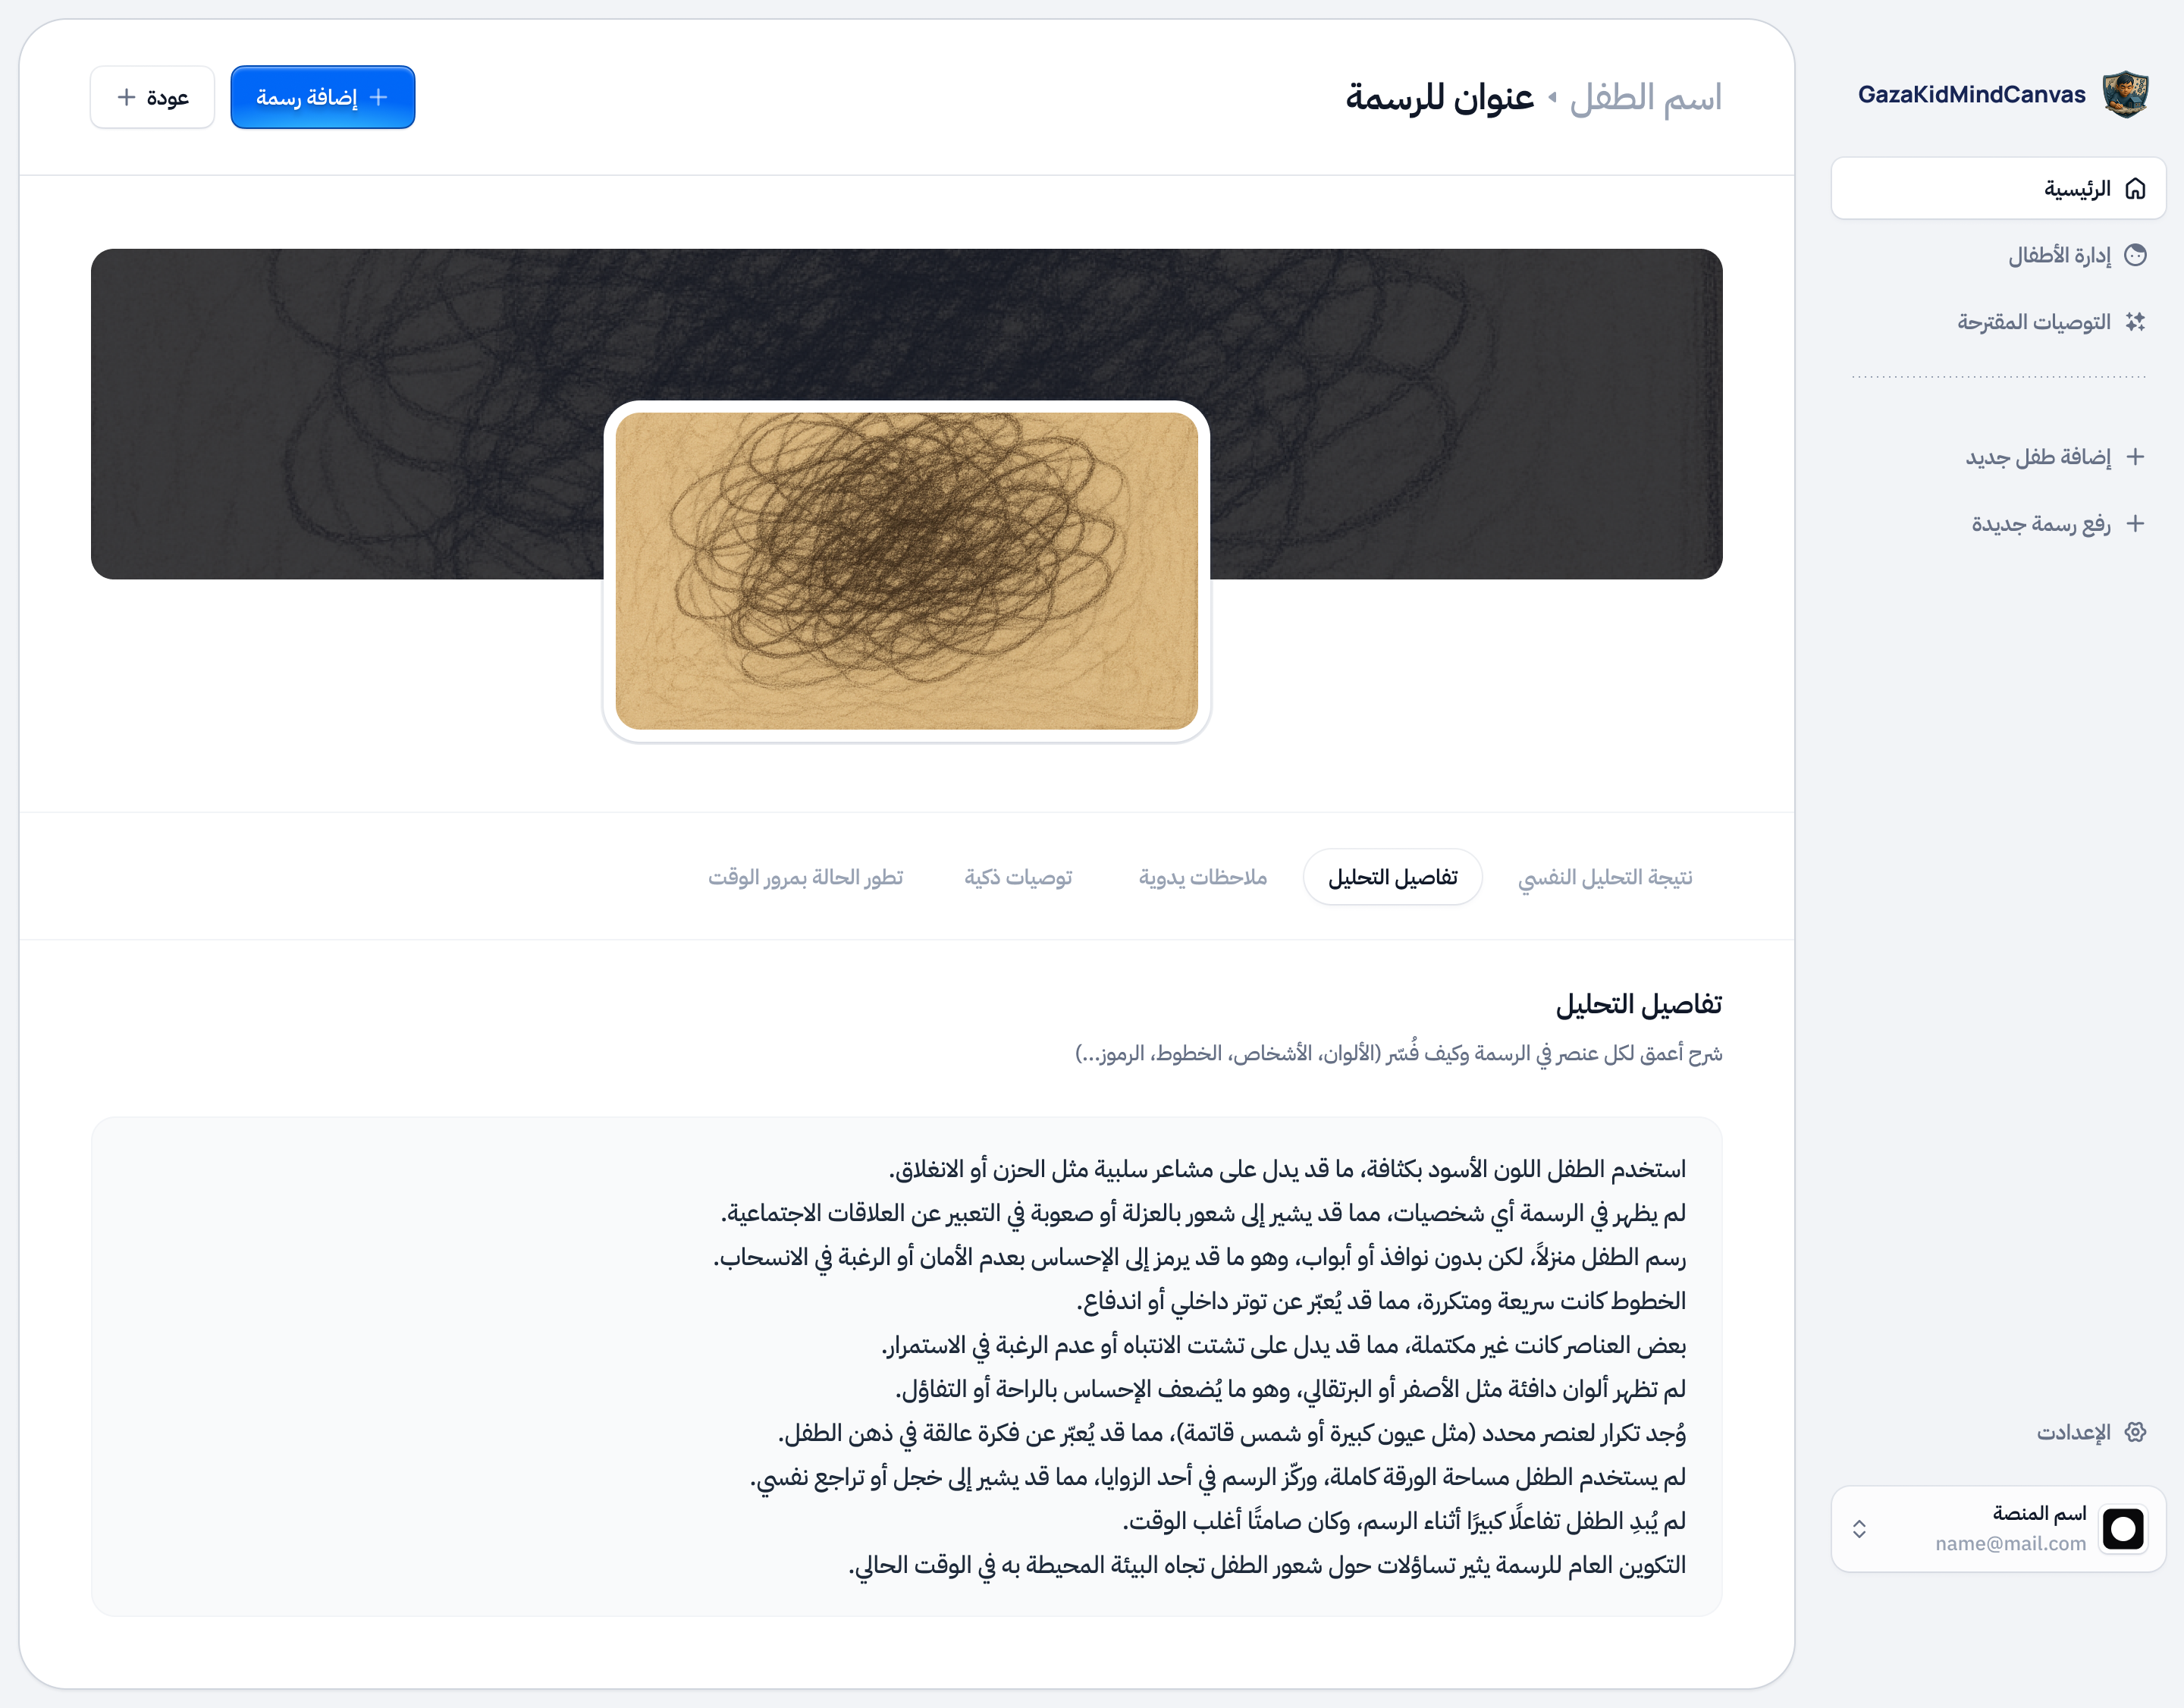 GazaKidMindCanvas
الرئيسية
إدارة الأطفال
التوصيات المقترحة
إضافة طفل جديد
رفع رسمة جديدة
الإعدادت
اسم المنصة
name@mail.com
اسم الطفل عنوان للرسمة
إضافة رسمة
عودة
نتيجة التحليل النفسي
تفاصيل التحليل
ملاحظات يدوية
توصيات ذكية
تطور الحالة بمرور الوقت
تفاصيل التحليل
شرح أعمق لكل عنصر في الرسمة وكيف فُسّر (الألوان، الأشخاص، الخطوط، الرموز...)
استخدم الطفل اللون الأسود بكثافة، ما قد يدل على مشاعر سلبية مثل الحزن أو الانغلاق.
لم يظهر في الرسمة أي شخصيات، مما قد يشير إلى شعور بالعزلة أو صعوبة في التعبير عن العلاقات الاجتماعية.
رسم الطفل منزلاً، لكن بدون نوافذ أو أبواب، وهو ما قد يرمز إلى الإحساس بعدم الأمان أو الرغبة في الانسحاب.
الخطوط كانت سريعة ومتكررة، مما قد يُعبّر عن توتر داخلي أو اندفاع.
بعض العناصر كانت غير مكتملة، مما قد يدل على تشتت الانتباه أو عدم الرغبة في الاستمرار.
لم تظهر ألوان دافئة مثل الأصفر أو البرتقالي، وهو ما يُضعف الإحساس بالراحة أو التفاؤل.
وُجد تكرار لعنصر محدد (مثل عيون كبيرة أو شمس قاتمة)، مما قد يُعبّر عن فكرة عالقة في ذهن الطفل.
لم يستخدم الطفل مساحة الورقة كاملة، وركّز الرسم في أحد الزوايا، مما قد يشير إلى خجل أو تراجع نفسي.
لم يُبدِ الطفل تفاعلًا كبيرًا أثناء الرسم، وكان صامتًا أغلب الوقت.
التكوين العام للرسمة يثير تساؤلات حول شعور الطفل تجاه البيئة المحيطة به في الوقت الحالي.